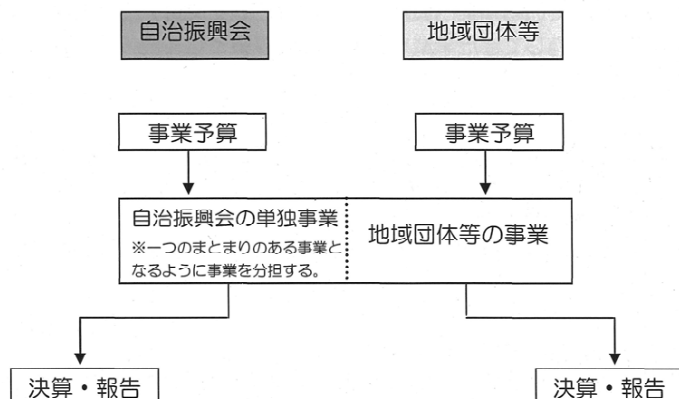 自治振興会
地域団体等
事業予算
事業予算
自治振興会の単独事業
※一つのまとまりのある事業と
なるように事業を分担する。
地域団体等の事業
決算・報告
決算・報告